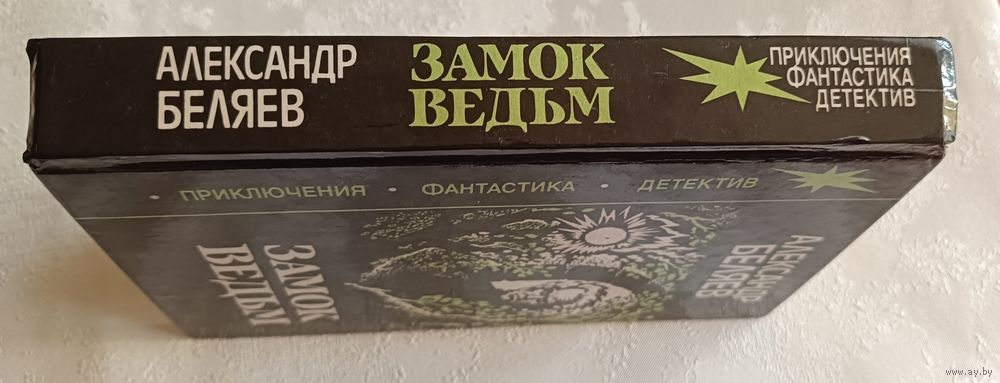 АЛЕКСАНДР
БЕЛЯЕВ
ЗАМОК
ВЕДЬМ
ПРИКЛЮЧЕНИЯ
ФАНТАСТИКА
ДЕТЕКТИВ
• ПРИКЛЮЧЕНИЯ • ФАНТАСТИКА • ДЕТЕКТИВ
ЗАМОК
ВЕДЬМ
АЛЕКСАНДР
БЕЛЯЕВ
www.ay.by